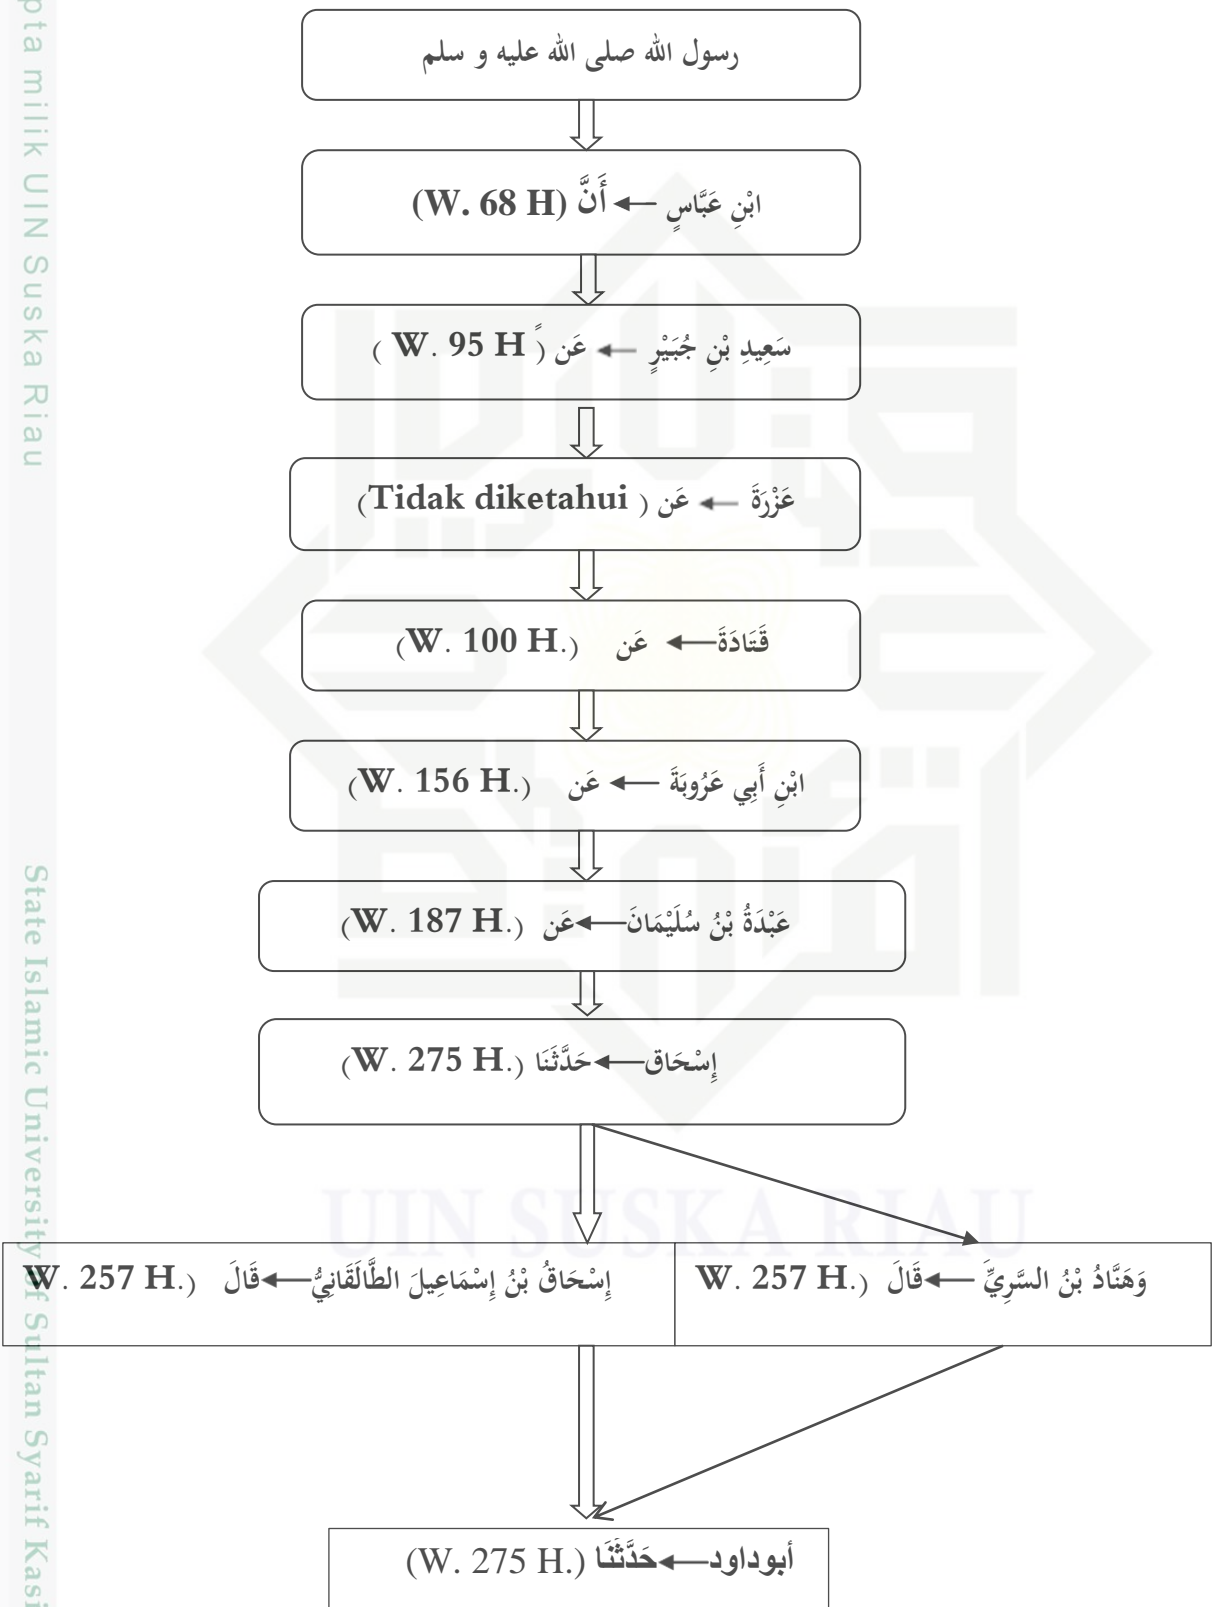 رسول الله صلى الله عليه و سلم
ابْنِ عَبَّاسٍ ← أَنَّ (W. 68 H)
سَعِيدِ بْنِ جُبَيْرٍ ← عَن ً( W. 95 H )
عَزْرَةَ ← عَن ( Tidak diketahui)
قَتَادَةَ← عَن (W. 100 H.)
ابْنِ أَبِي عَرُوبَةَ ← عَن (W. 156 H.)
عَبْدَةُ بْنُ سُلَيْمَانَ←عَن (W. 187 H.)
إِسْحَاق←حَدَّثَنَا (W. 275 H.)
وَهَنَّادُ بْنُ السَّرِيِّ ←قَالَ (W. 257 H.
إِسْحَاقُ بْنُ إِسْمَاعِيلَ الطَّالَقَانِيُّ←قَالَ (W. 257 H.
أبوداود←حَدَّثَنَا (W. 275 H.)
UIN SUSKA RIAU
pta milik UIN Suska Riau
State Islamic University of Sultan Syarif Kasi